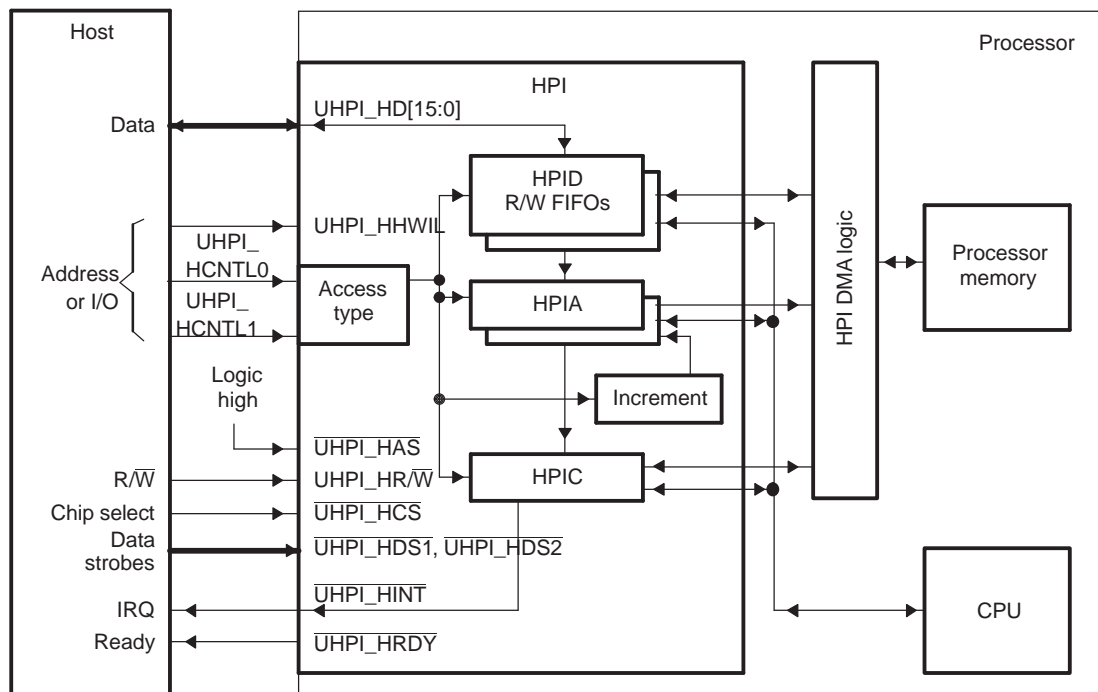 Host
Processor
HPI
Data
UHPI_HD[15:0]
HPID
R/W FIFOs
UHPI_HHWIL
UHPI_
HCNTL0
Address
or I/O
UHPI_
HCNTL1
Access
type
HPIA
HPI DMA logic
Processor
memory
Logic
high
Increment
UHPI_HAS
R/W
UHPI_HR/W
HPIC
Chip select
UHPI_HCS
Data
strobes
UHPI_HDS1, UHPI_HDS2
IRQ
UHPI_HINT
CPU
Ready
UHPI_HRDY